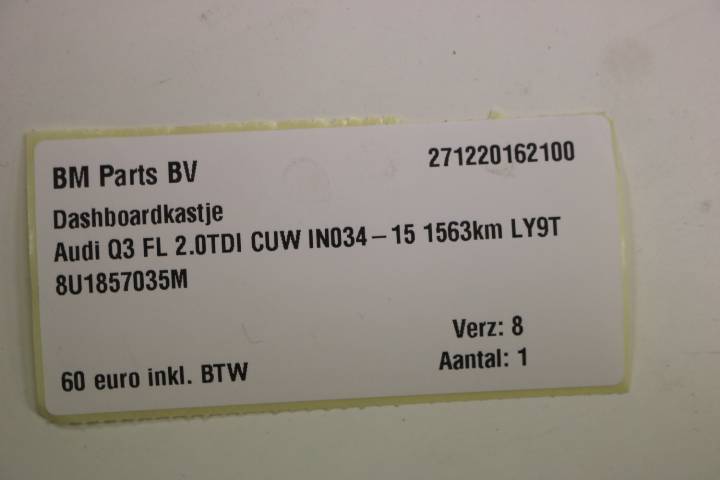 BM Parts BV 271220162100
Dashboardkastje
Audi Q3 FL 2.0TDI CUW IN034-15 1563km LY9T
8U1857035M
Verz: 8
60 euro inkl. BTW Aantal: 1